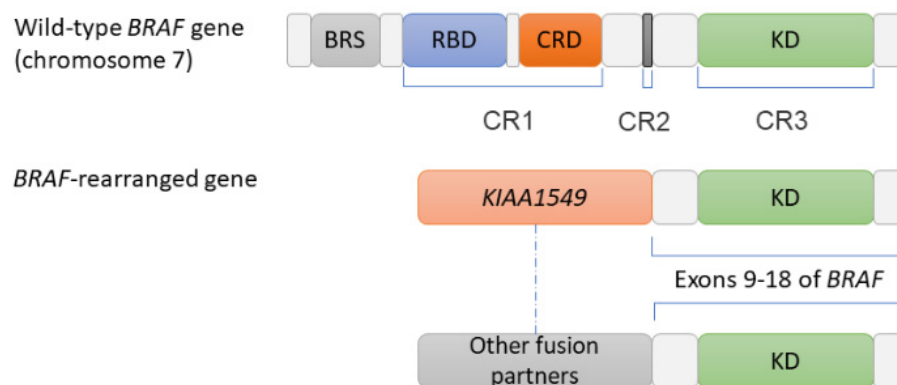 Wild-type BRAF gene
(chromosome 7)
BRS RBD CRD KD
CR1 CR2 CR3
BRAF-rearranged gene
KIAA1549 KD
Exons 9-18 of BRAF
Other fusion
partners
KD